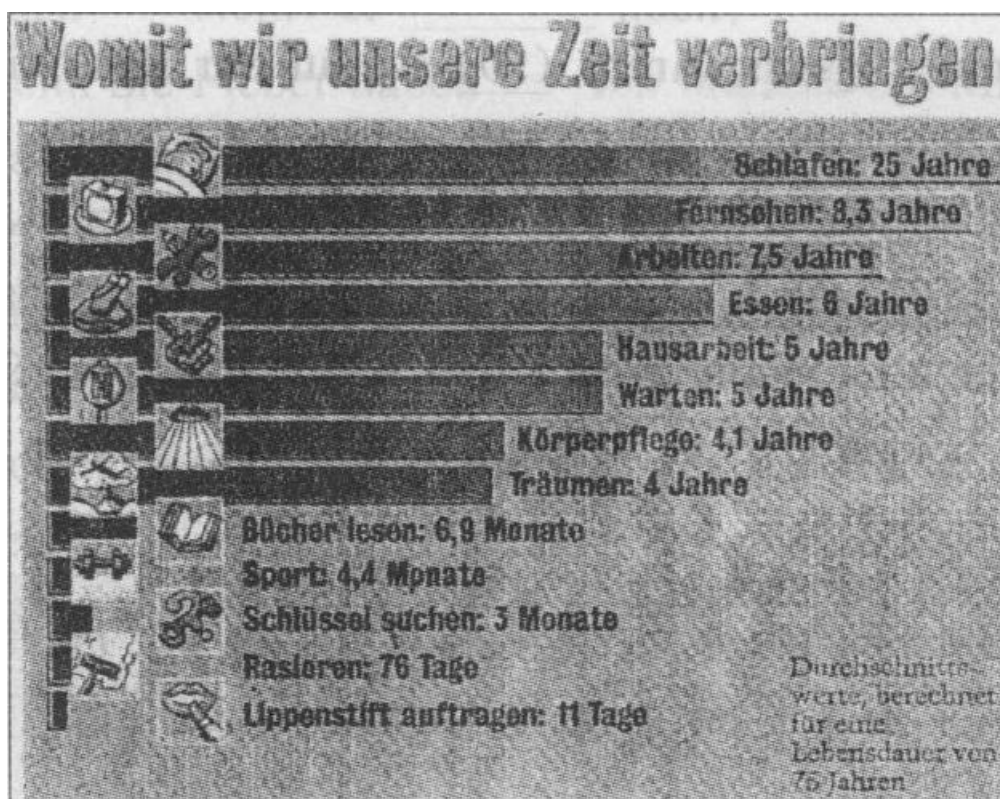 Womit wir unsere Zeit verbringen
Schlafen: 25 Jahre
Fernsehen: 8,3 Jahre
Arbeiten: 7,5 Jahre
Essen: 6 Jahre
Hausarbeit: 5 Jahre
Warten: 5 Jahre
Körperpflege: 4,1 Jahre
Träumen: 4 Jahre
Bücher lesen: 6,9 Monate
Sport: 4,4 Monate
Schlüssel suchen: 3 Monate
Rasieren: 76 Tage
Lippenstift auftragen: 11 Tage
Durchschnitts-
werte, berechnet
für eine
Lebensdauer von
75 Jahren